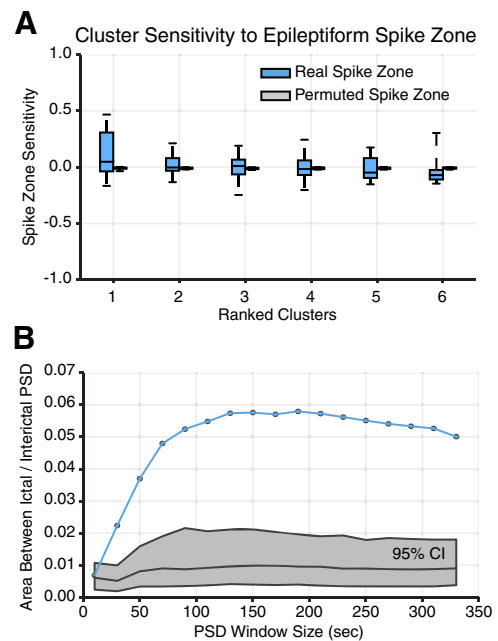 A
Cluster Sensitivity to Epileptiform Spike Zone
Spike Zone Sensitivity
1.0
0.5
0.0
-0.5
-1.0
Real Spike Zone
Permuted Spike Zone
1 2 3 4 5 6
Ranked Clusters
B
Area Between Ictal / Interictal PSD
0.07
0.06
0.05
0.04
0.03
0.02
0.01
0.00
95% CI
0 50 100 150 200 250 300 350
PSD Window Size (sec)